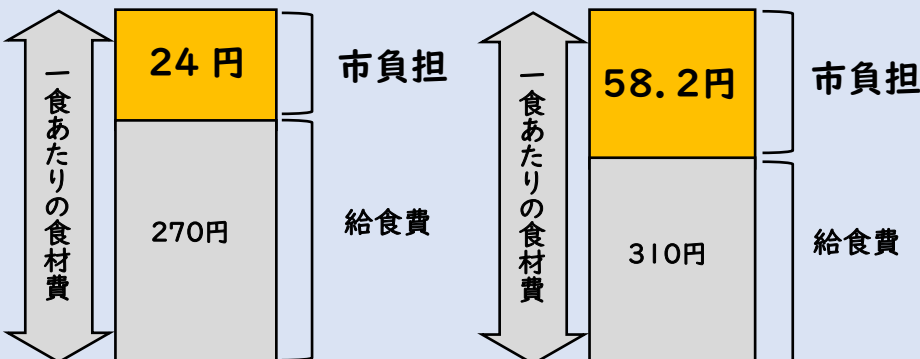 一食あたりの食材費
24 円
市負担
270円
給食費
一食あたりの食材費
58.2円
市負担
310円
給食費